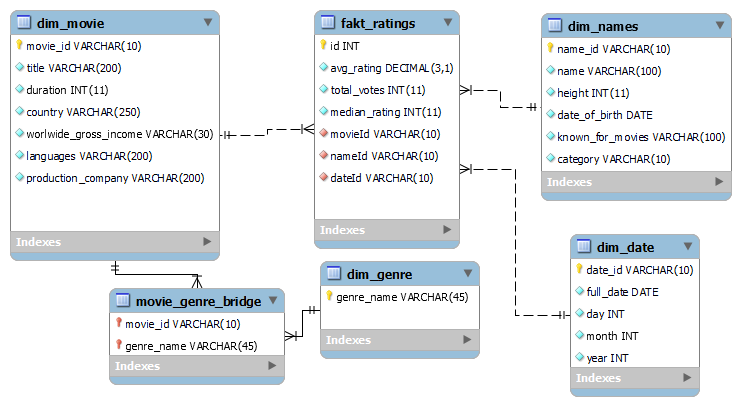 dim_movie
movie_id VARCHAR(10)
title VARCHAR(200)
duration INT(11)
country VARCHAR(250)
worlwide_gross_income VARCHAR(30)
languages VARCHAR(200)
production_company VARCHAR(200)
Indexes
fakt_ratings
id INT
avg_rating DECIMAL(3,1)
total_votes INT(11)
median_rating INT(11)
movieId VARCHAR(10)
nameId VARCHAR(10)
dateId VARCHAR(10)
Indexes
dim_names
name_id VARCHAR(10)
name VARCHAR(100)
height INT(11)
date_of_birth DATE
known_for_movies VARCHAR(100)
category VARCHAR(10)
Indexes
movie_genre_bridge
movie_id VARCHAR(10)
genre_name VARCHAR(45)
Indexes
dim_genre
genre_name VARCHAR(45)
Indexes
dim_date
date_id VARCHAR(10)
full_date DATE
day INT
month INT
year INT
Indexes